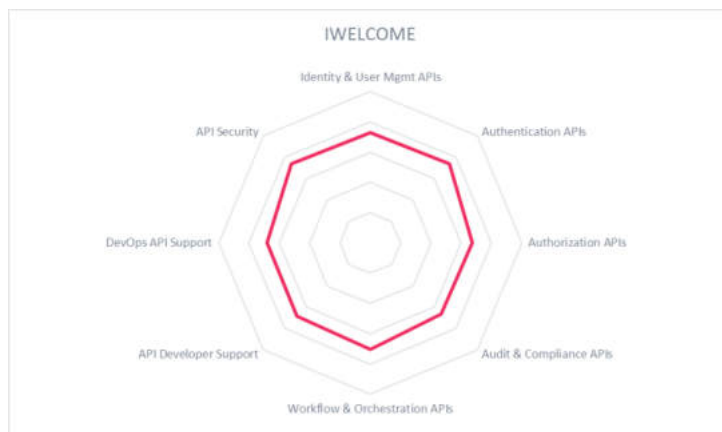 IWELCOME
Identity & User Mgmt APIs
API Security
Authentication APIs
DevOps API Support
Authorization APIs
API Developer Support
Audit & Compliance APIs
Workflow & Orchestration APIs